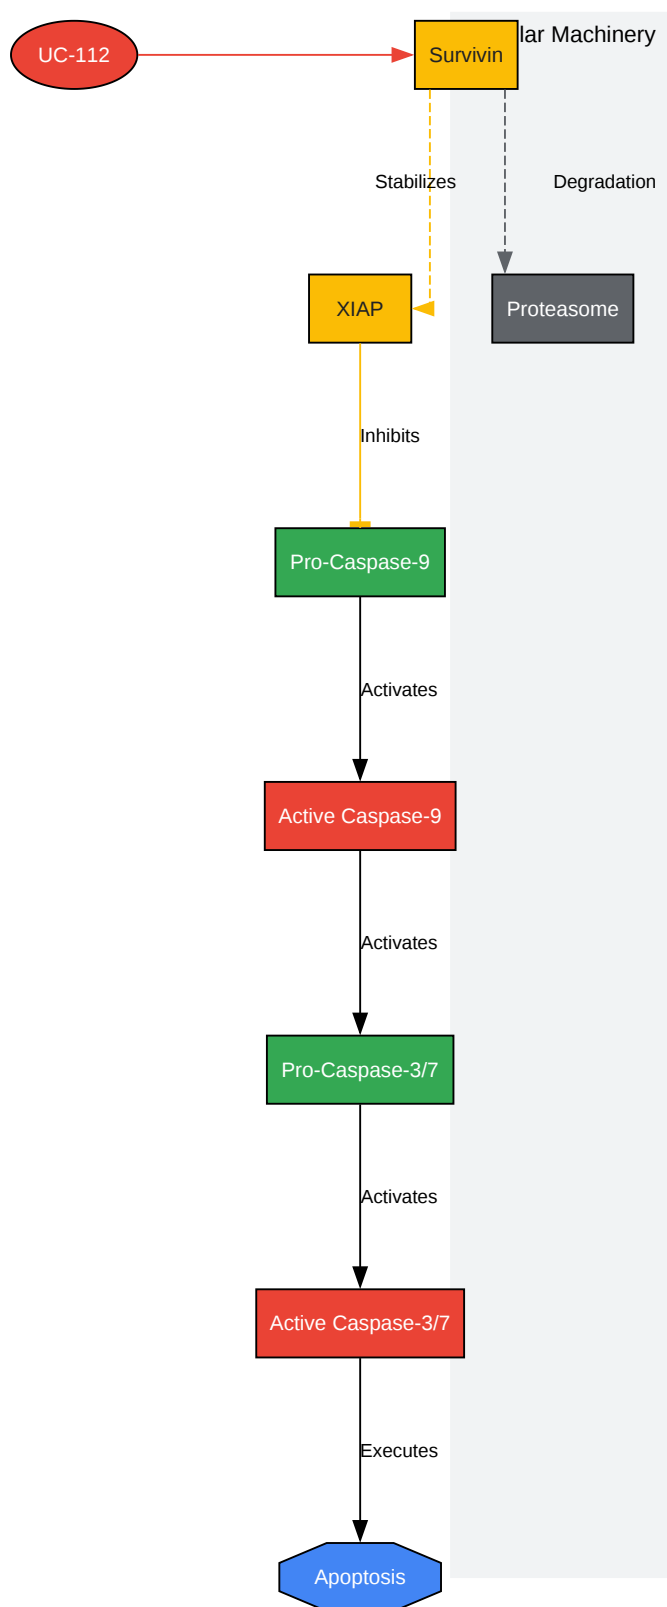 UC-112
Survivin
lar Machinery
Stabilizes
Degradation
XIAP
Proteasome
Inhibits
Pro-Caspase-9
Activates
Active Caspase-9
Activates
Pro-Caspase-3/7
Activates
Active Caspase-3/7
Executes
Apoptosis